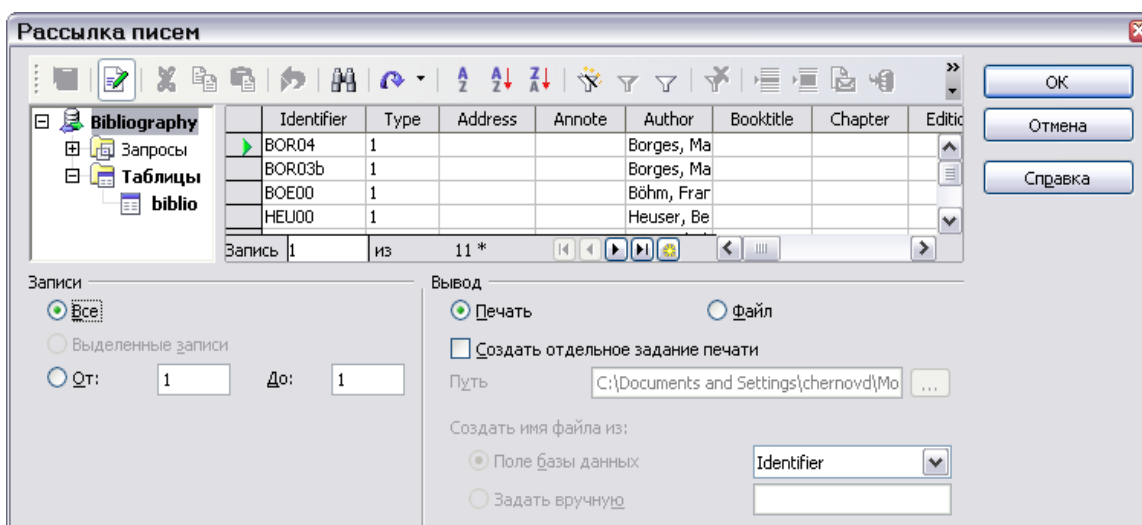 Рассылка писем
OK
Отмена
Справка
Bibliography
Запросы
Таблицы
biblio
Identifier Type Address Annote Author Booktitle Chapter Editic
BOR04 1 Borges, Ma
BOR03b 1 Borges, Ma
BOE00 1 Böhm, Frar
HEU00 1 Heuser, Be
Запись 1 из 11 *
Записи
Все
Выделенные записи
От: 1 До: 1
Вывод
Печать Файл
Создать отдельное задание печати
Путь C:\Documents and Settings\chernovd\Mo ...
Создать имя файла из:
Поле базы данных Identifier
Задать вручную